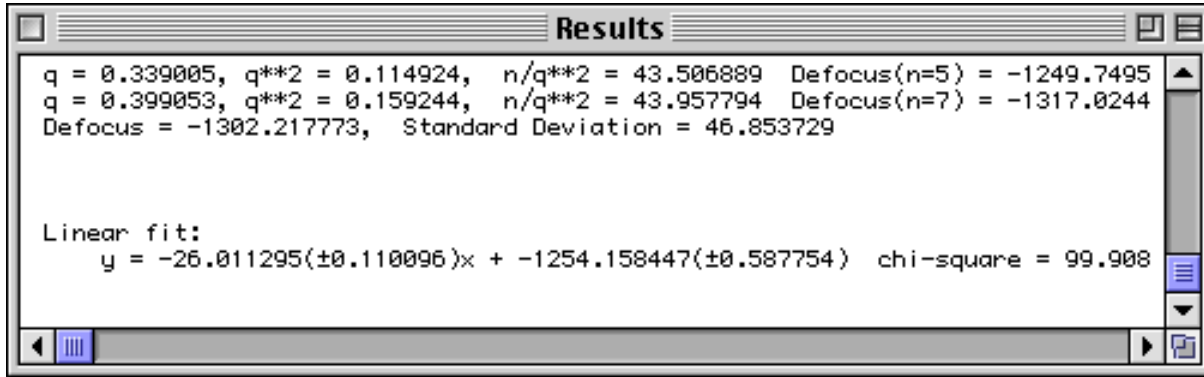 Results
q = 0.339005, q**2 = 0.114924,  n/q**2 = 43.506889  Defocus(n=5) = -1249.7495
q = 0.399053, q**2 = 0.159244,  n/q**2 = 43.957794  Defocus(n=7) = -1317.0244
Defocus = -1302.217773,  Standard Deviation = 46.853729
Linear fit:
y = -26.011295(±0.110096)x + -1254.158447(±0.587754)  chi-square = 99.908